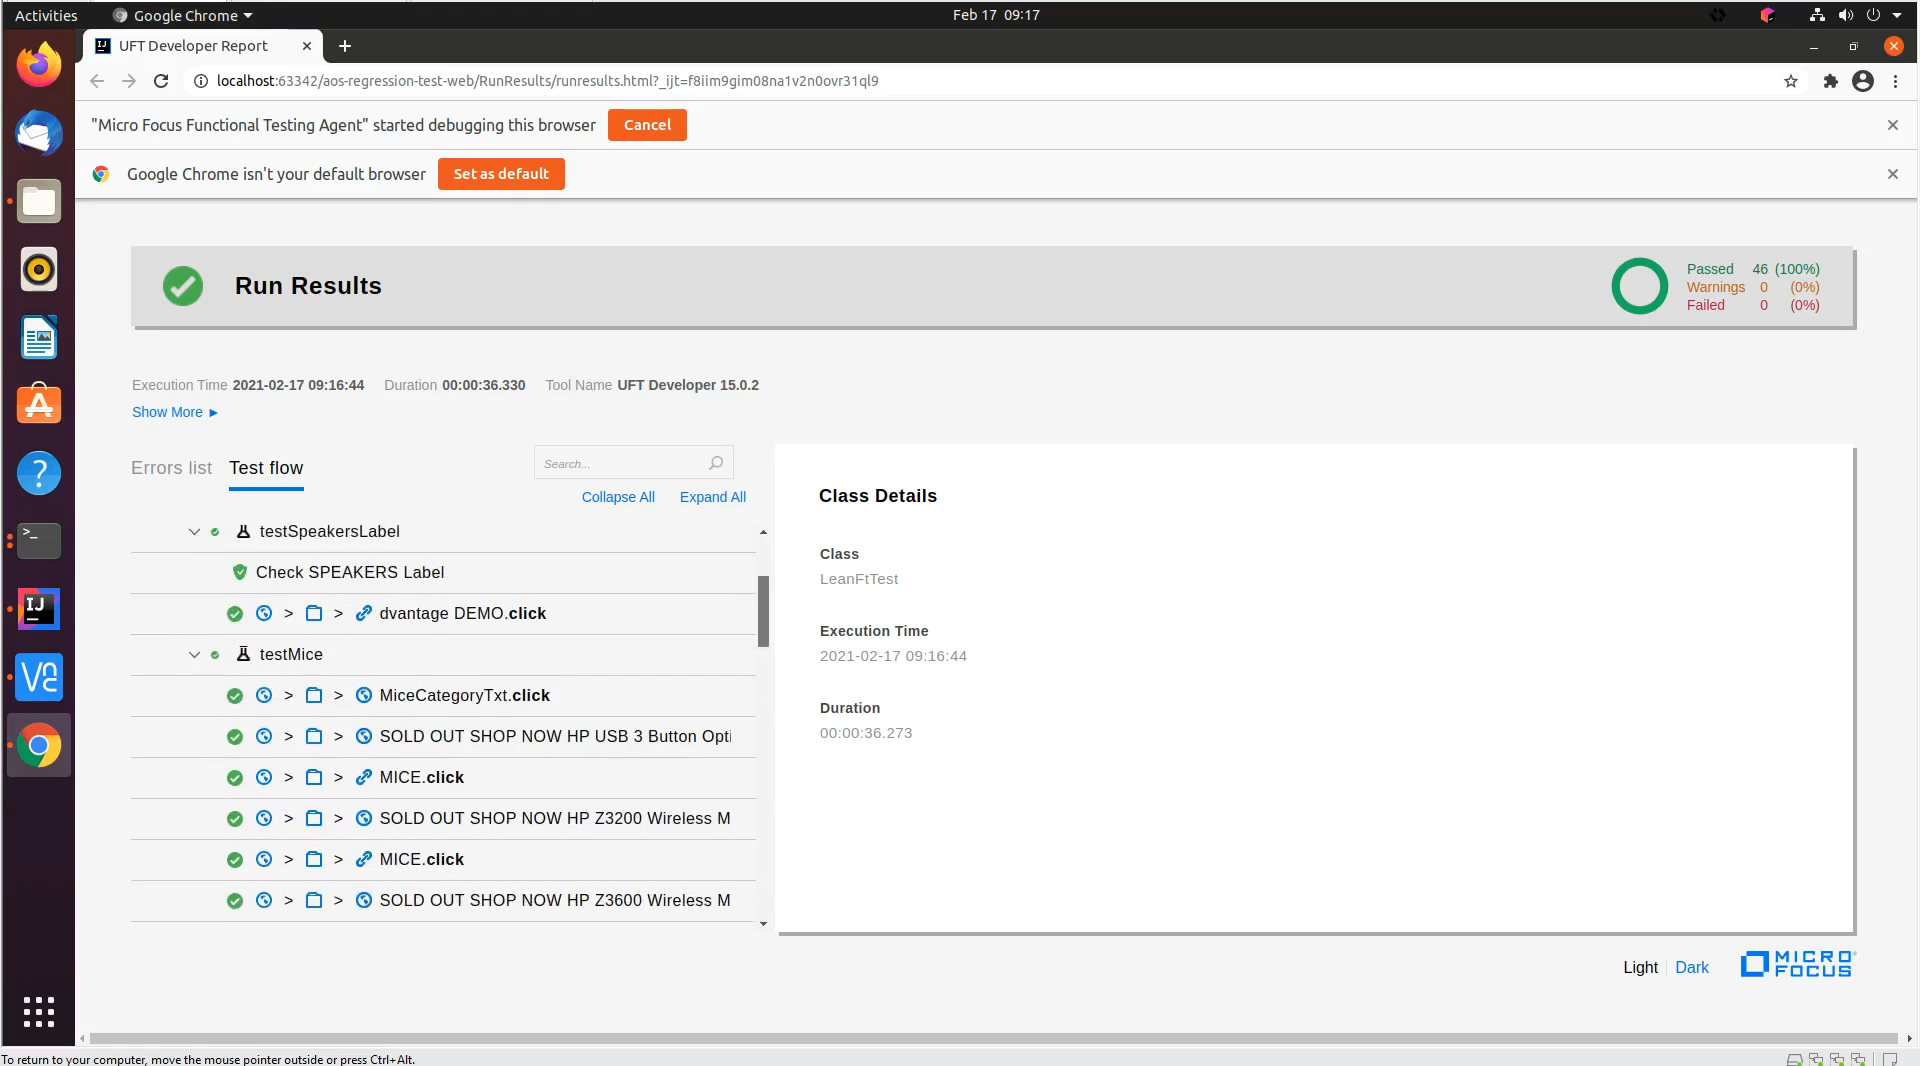 Activities
Google Chrome
Feb 17 09:17
UFT Developer Report
localhost:63342/aos-regression-test-web/RunResults/runresults.html?_ijt=f8iim9gim08na1v2n0ovr31ql9
"Micro Focus Functional Testing Agent" started debugging this browser
Cancel
Google Chrome isn't your default browser
Set as default
Run Results
Passed 46 (100%)
Warnings 0 (0%)
Failed 0 (0%)
Execution Time 2021-02-17 09:16:44 Duration 00:00:36.330 Tool Name UFT Developer 15.0.2
Show More
Errors list
Test flow
Search...
Collapse All
Expand All
testSpeakersLabel
Check SPEAKERS Label
> > dvantage DEMO.click
testMice
> > MiceCategoryTxt.click
> > SOLD OUT SHOP NOW HP USB 3 Button Opti
> > MICE.click
> > SOLD OUT SHOP NOW HP Z3200 Wireless M
> > MICE.click
> > SOLD OUT SHOP NOW HP Z3600 Wireless M
Class Details
Class
LeanFtTest
Execution Time
2021-02-17 09:16:44
Duration
00:00:36.273
Light
Dark
MICRO
FOCUS
To return to your computer, move the mouse pointer outside or press Ctrl+Alt.